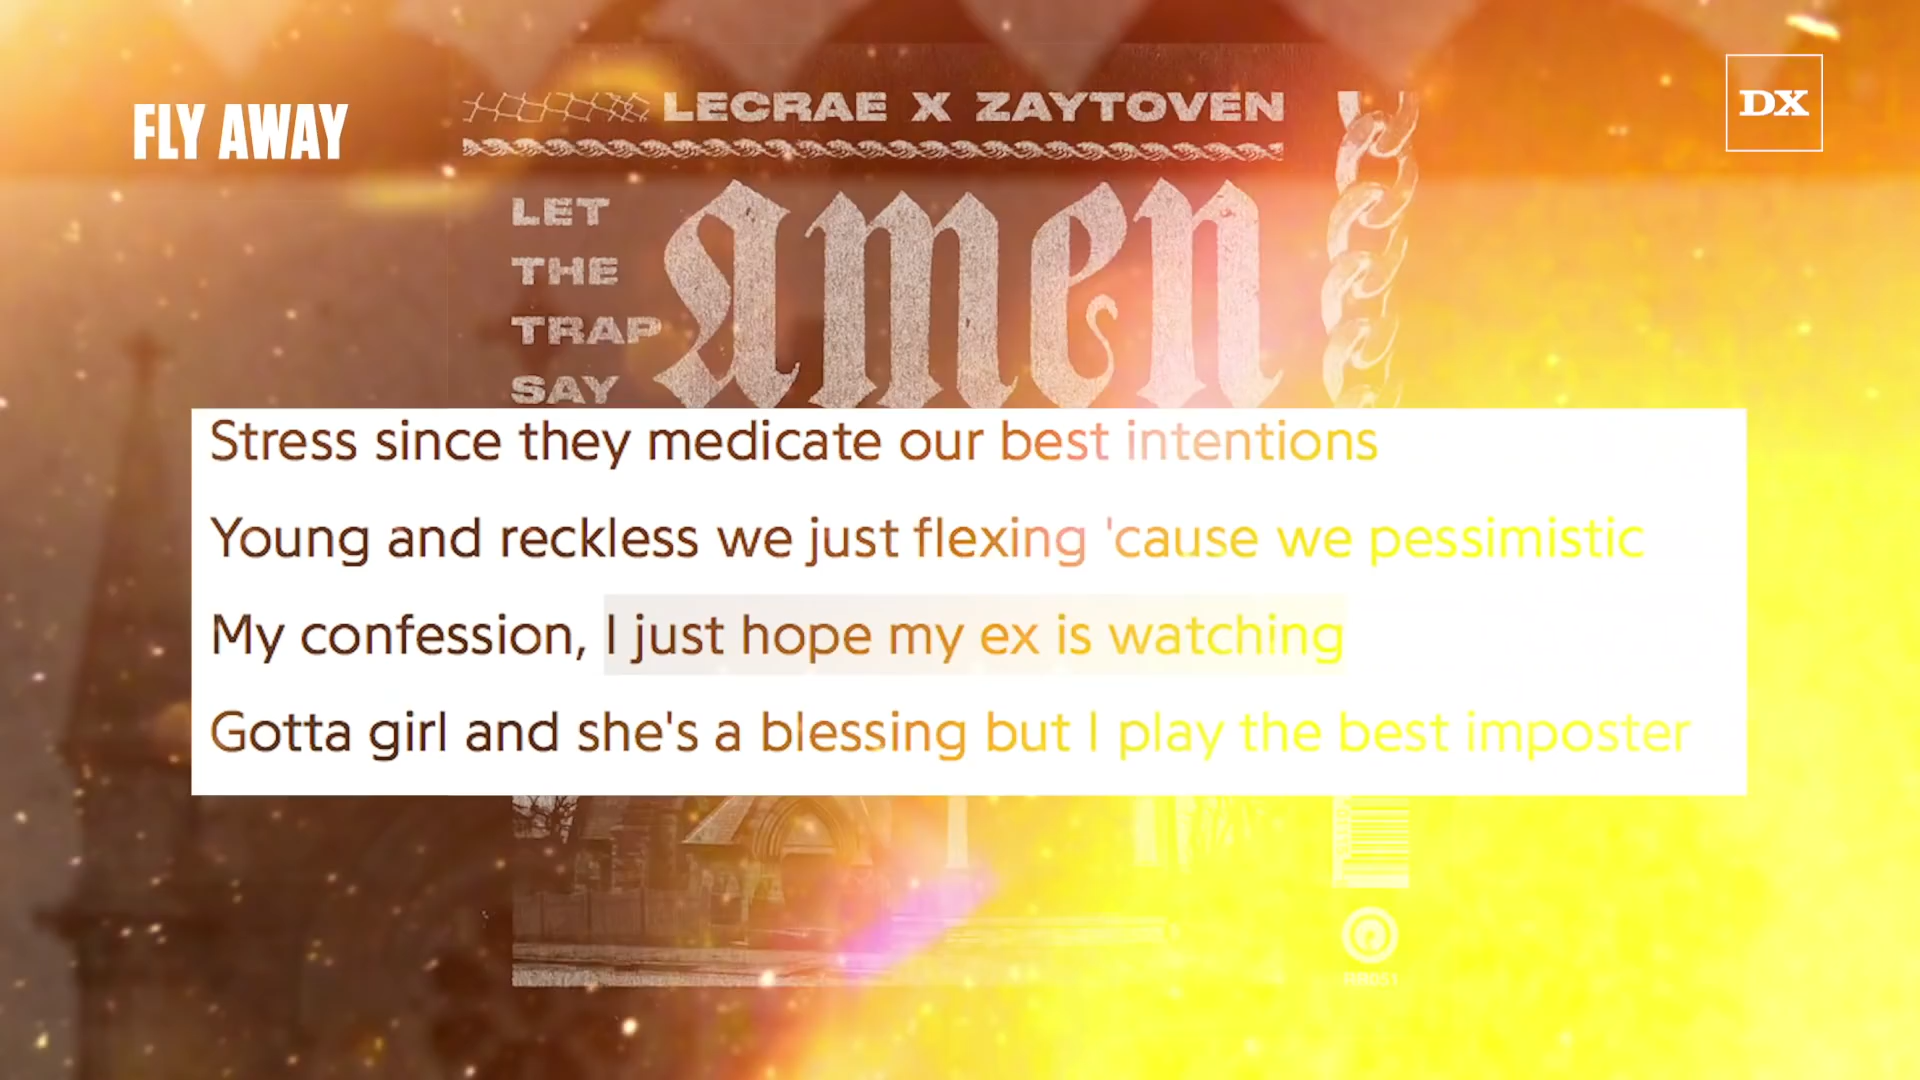 FLY AWAY
LECRAE X ZAYTOVEN
DX
LET
THE
TRAP
SAY
amen
Stress since they medicate our best intentions
Young and reckless we just flexing 'cause we pessimistic
My confession, I just hope my ex is watching
Gotta girl and she's a blessing but I play the best imposter
RR051